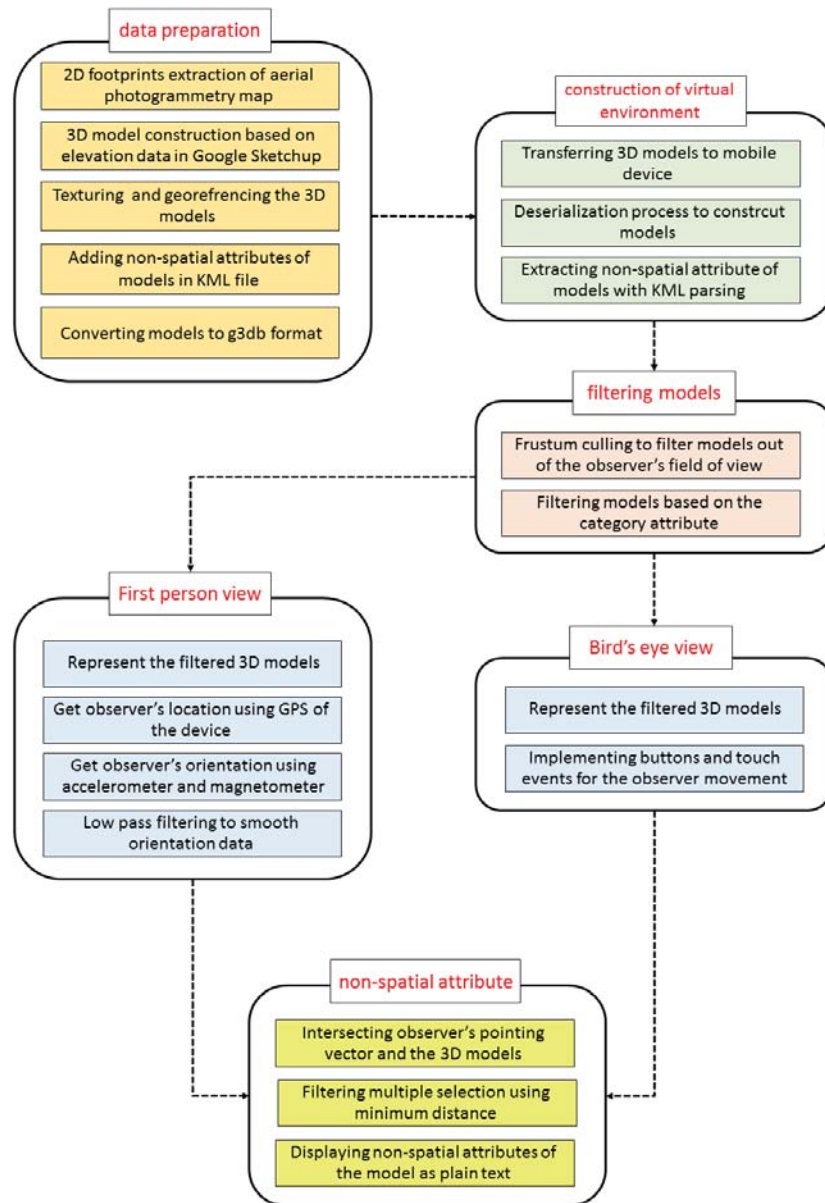 data preparation
2D footprints extraction of aerial
photogrammetry map
3D model construction based on
elevation data in Google Sketchup
Texturing and georefrencing the 3D
models
Adding non-spatial attributes of
models in KML file
Converting models to g3db format
construction of virtual
environment
Transferring 3D models to mobile
device
Deserialization process to constrcut
models
Extracting non-spatial attribute of
models with KML parsing
filtering models
Frustum culling to filter models out
of the observer's field of view
Filtering models based on the
category attribute
First person view
Represent the filtered 3D models
Get observer's location using GPS of
the device
Get observer's orientation using
accelerometer and magnetometer
Low pass filtering to smooth
orientation data
Bird's eye view
Represent the filtered 3D models
Implementing buttons and touch
events for the observer movement
non-spatial attribute
Intersecting observer's pointing
vector and the 3D models
Filtering multiple selection using
minimum distance
Displaying non-spatial attributes of
the model as plain text